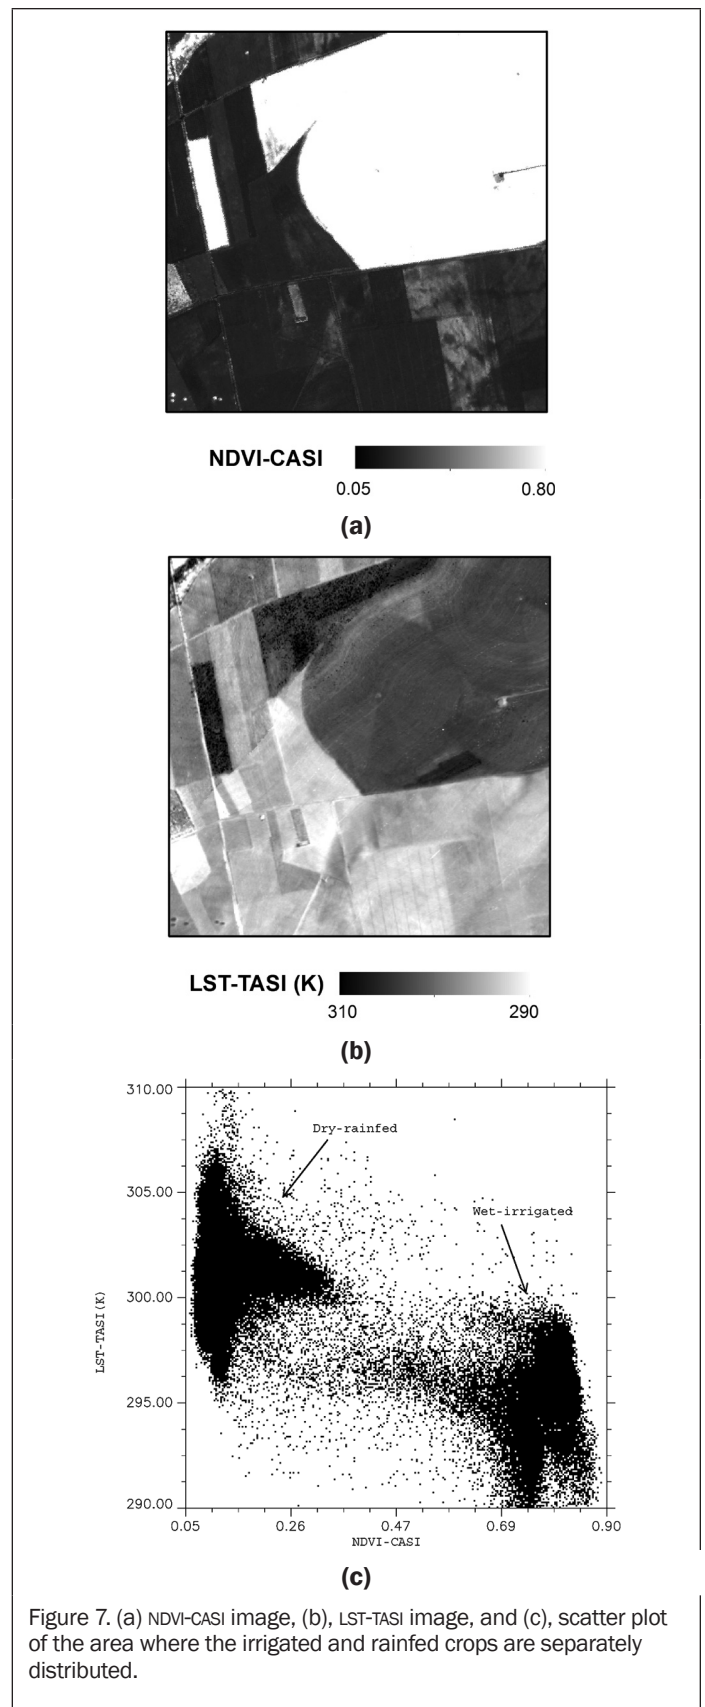 NDVI-CASI
0.05 0.80
(a)
LST-TASI (K)
310 290
(b)
310.00
305.00
300.00
295.00
290.00
LST-TASI(K)
Dry-rainfed
Wet-irrigated
0.05 0.26 0.47 0.69 0.90
NDVI-CASI
(c)
Figure 7. (a) NDVI-CASI image, (b), LST-TASI image, and (c), scatter plot
of the area where the irrigated and rainfed crops are separately
distributed.